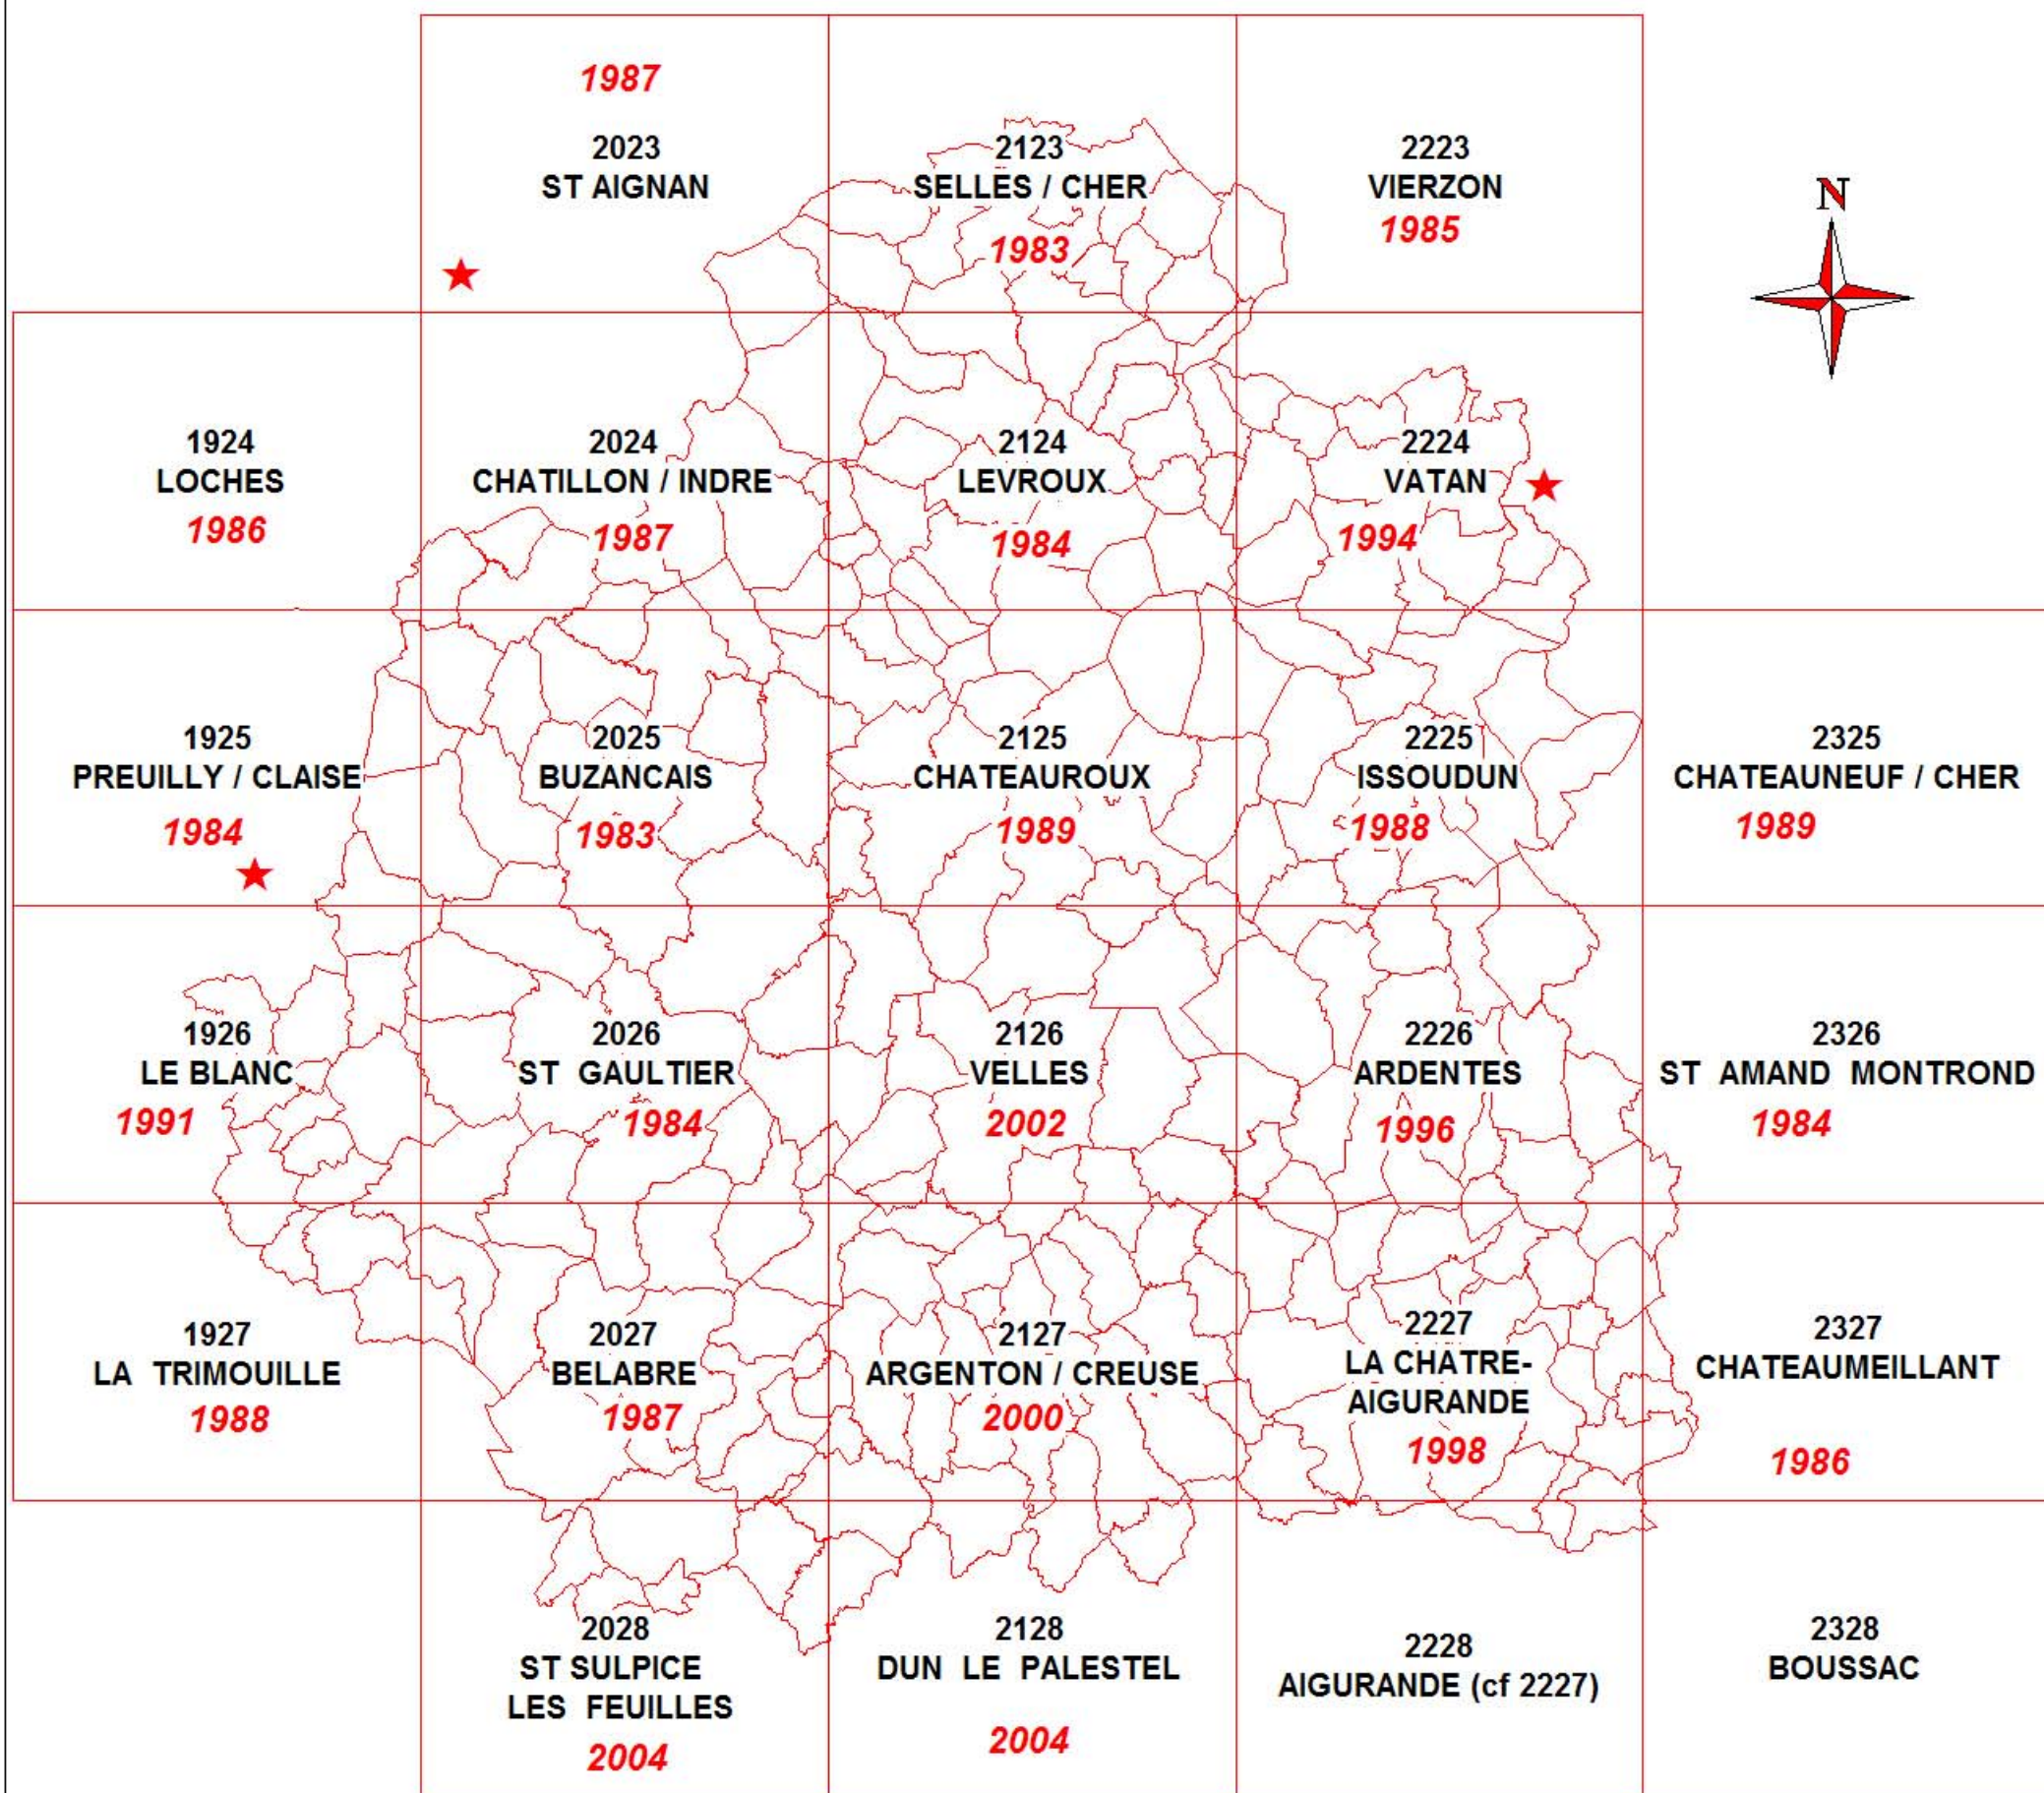 1987
2023
ST AIGNAN
2123
SELLES / CHER
1983
2223
VIERZON
1985
N
1924
LOCHES
1986
2024
CHATILLON / INDRE
1987
2124
LEVROUX
1984
2224
VATAN
1994
1925
PREUILLY / CLAISE
1984
2025
BUZANCAIS
1983
2125
CHATEAUROUX
1989
2225
ISSOUDUN
1988
2325
CHATEAUNEUF / CHER
1989
1926
LE BLANC
1991
2026
ST GAULTIER
1984
2126
VELLES
2002
2226
ARDENTES
1996
2326
ST AMAND MONTROND
1984
1927
LA TRIMOUILLE
1988
2027
BELABRE
1987
2127
ARGENTON / CREUSE
2000
2227
LA CHATRE-
AIGURANDE
1998
2327
CHATEAUMEILLANT
1986
2028
ST SULPICE
LES FEUILLES
2004
2128
DUN LE PALESTEL
2004
2228
AIGURANDE (cf 2227)
2328
BOUSSAC